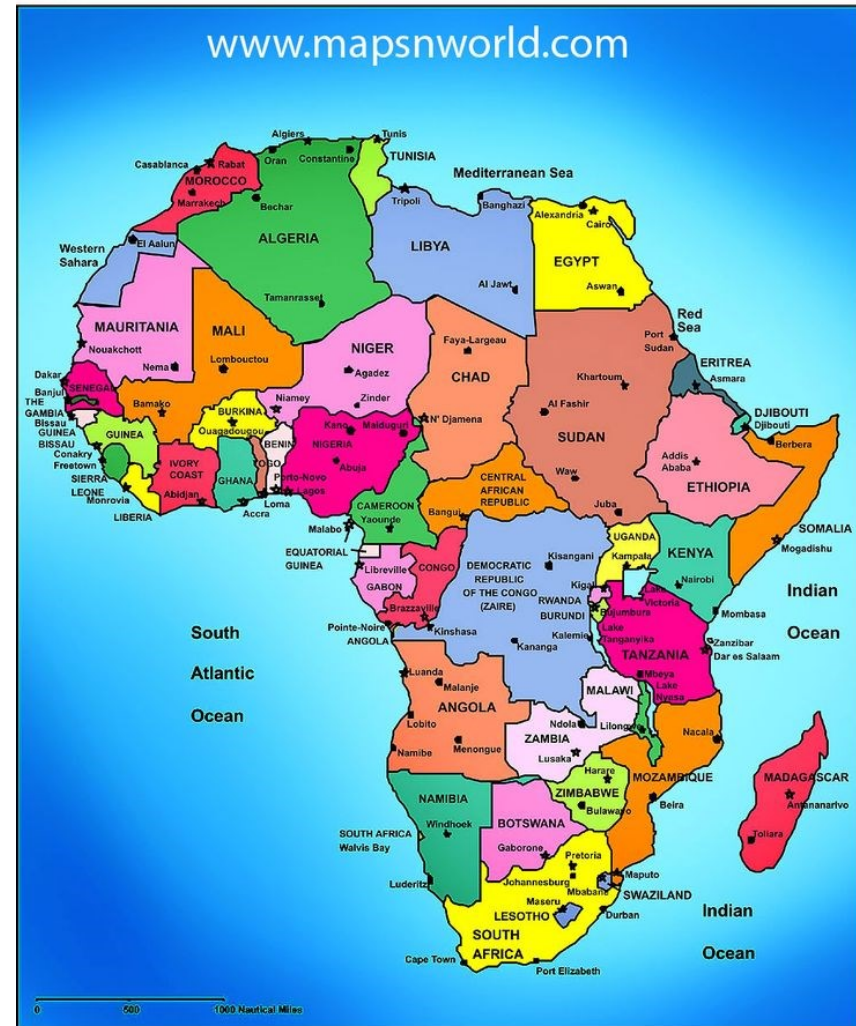 www.mapsnworld.com
Algiers
Tunis
Oran
Constantine
TUNISIA
Casablanca
Rabat
MOROCCO
Marrakech
Bechar
Mediterranean Sea
Tripoli
Banghazi
Alexandria
Cairo
Western
Sahara
El Aaiun
ALGERIA
LIBYA
EGYPT
Al Jawt
Aswan
Tamanrassel
MAURITANIA
MALI
Nouakchott
Nema
Lombouctou
NIGER
Agadez
Zinder
Niamey
Faya-Largeau
CHAD
N' Djamena
Red
Sea
Port
Sudan
Khartoum
Al Fashir
SUDAN
Waw
Juba
ERITREA
Asmara
DJIBOUTI
Djibouti
Berbera
Dakar
SENEGAL
Banjul
THE
GAMBIA
Bissau
GUINEA
BISSAU
GUINEA
Conakry
Freetown
SIERRA
LEONE
Monrovia
LIBERIA
Bamako
BURKINA
Ouagadougou
IVORY
COAST
Abidjan
GHANA
Accra
TOGO
Loma
BENIN
Porto-Novo
Kano
Maiduguri
NIGERIA
Abuja
Lagos
CAMEROON
Yaounde
Malabo
EQUATORIAL
GUINEA
CENTRAL
AFRICAN
REPUBLIC
Bangui
Addis
Ababa
ETHIOPIA
SOMALIA
Mogadishu
Libreville
GABON
CONGO
Brazzaville
Pointe-Noire
ANGOLA
Kinshasa
Kisangani
DEMOCRATIC
REPUBLIC
OF THE CONGO
(ZAIRE)
Kananga
Kalemie
UGANDA
Kampala
KENYA
Nairobi
Mombasa
Kigal
RWANDA
BURUNDI
Bujumbura
Lake
Victoria
Lake
Tanganyika
TANZANIA
Zanzibar
Dar es Salaam
Mbeya
Lake
Nyasa
Indian
Ocean
South
Atlantic
Ocean
Luanda
Malanje
ANGOLA
Lobito
Menongue
Namibe
MALAWI
Ndola
Lilongwe
ZAMBIA
Lusaka
Nacala
MOZAMBIQUE
Beira
Harare
ZIMBABWE
Bulawayo
MADAGASCAR
Antananarivo
Toliara
NAMIBIA
Windhoek
SOUTH AFRICA
Walvis Bay
Luderitz
BOTSWANA
Gaborone
Pretoria
Johannesburg
Maputo
Mbabane
SWAZILAND
Maseru
LESOTHO
Durban
SOUTH
AFRICA
Cape Town
Port Elizabeth
Indian
Ocean
0
500
1000 Nautical Miles